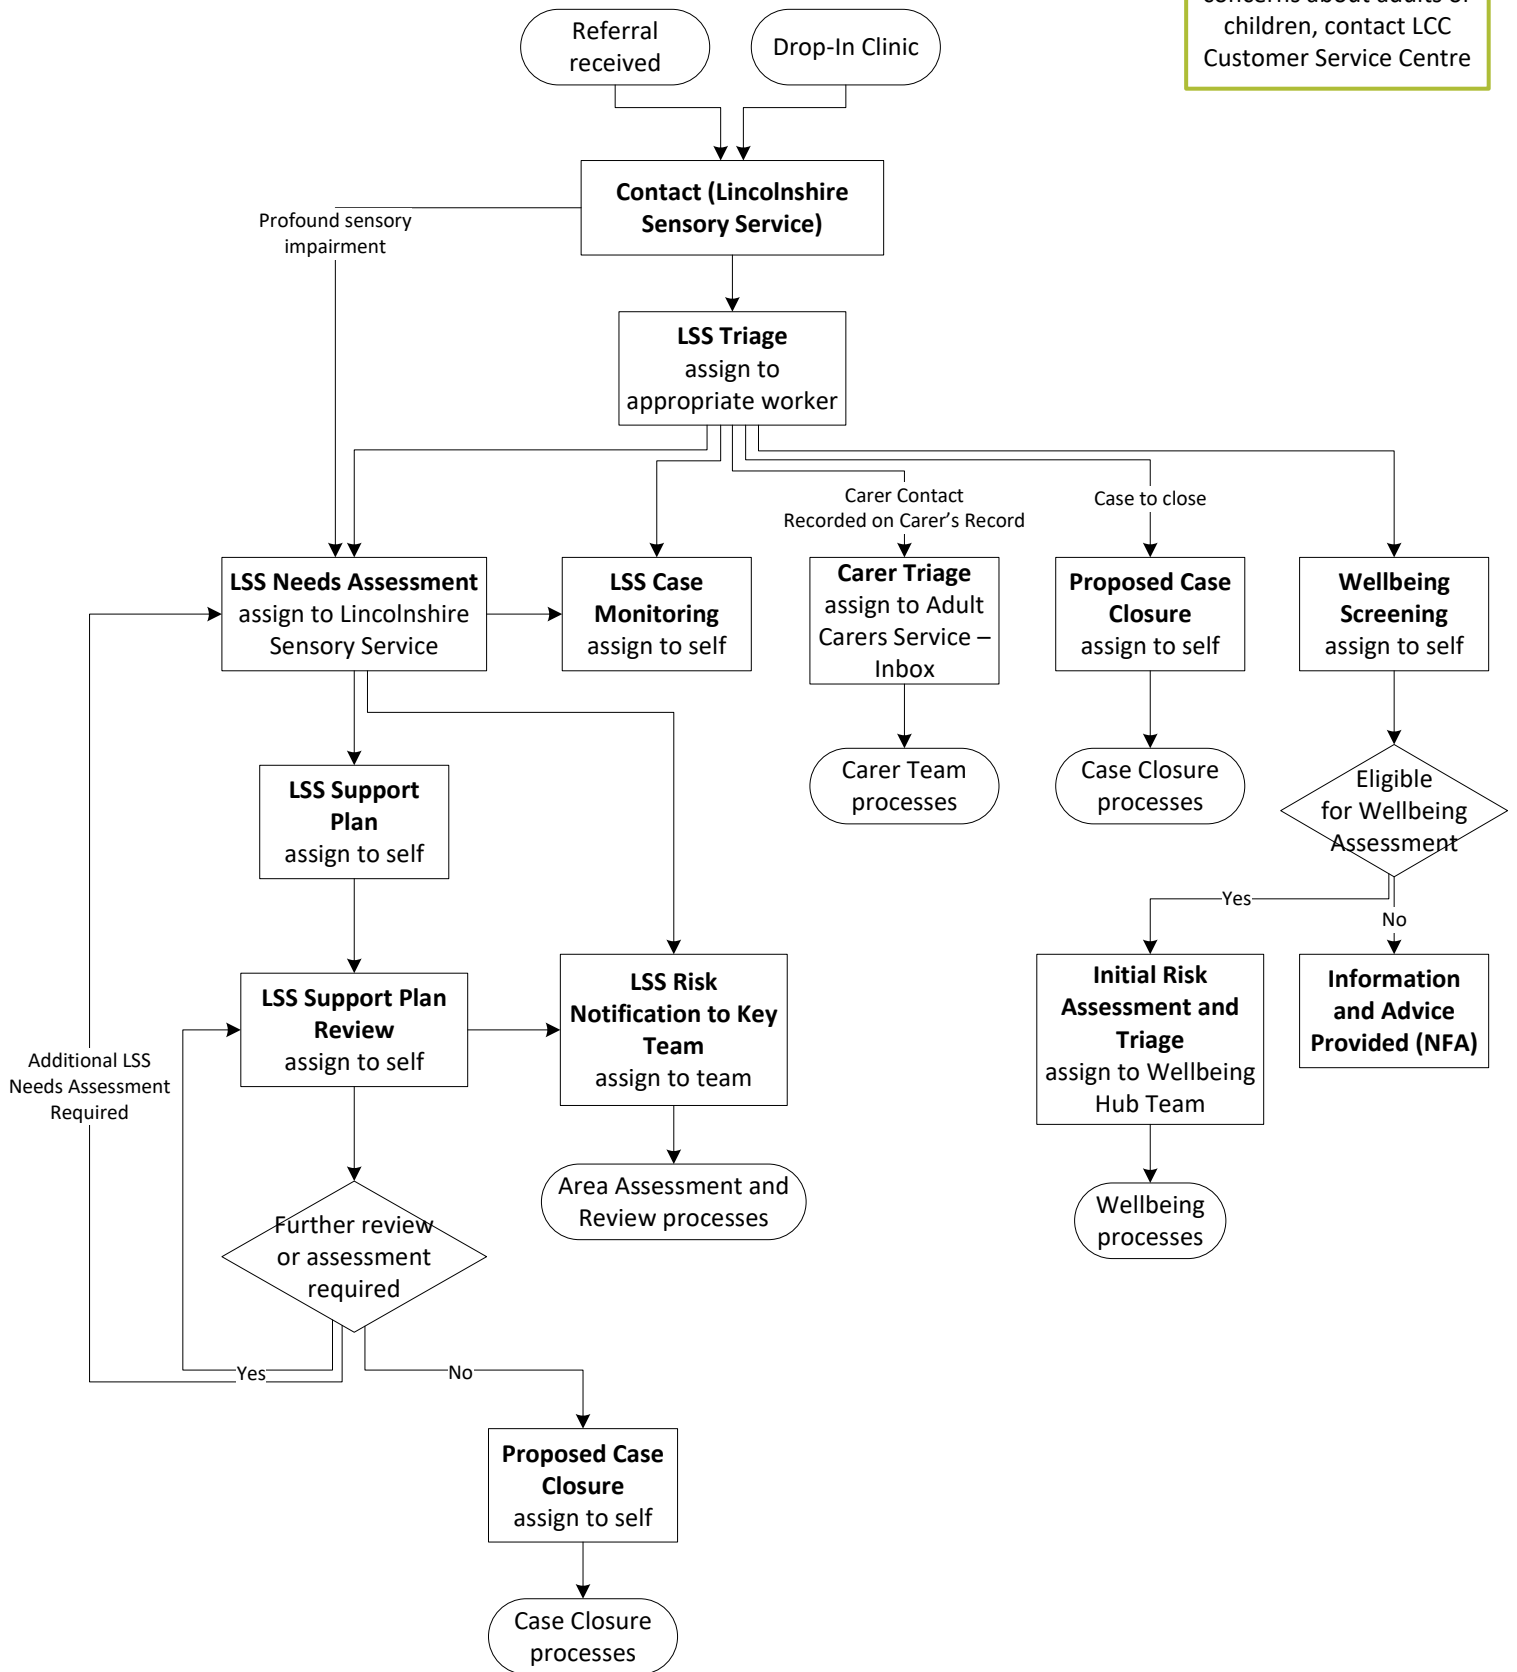 children, contact LCC
Customer Service Centre
Referral
received
Drop-In Clinic
Contact (Lincolnshire
Sensory Service)
Profound sensory
impairment
LSS Triage
assign to
appropriate worker
Carer Contact
Recorded on Carer’s Record
Case to close
LSS Needs Assessment
assign to Lincolnshire
Sensory Service
LSS Case
Monitoring
assign to self
Carer Triage
assign to Adult
Carers Service –
Inbox
Proposed Case
Closure
assign to self
Wellbeing
Screening
assign to self
LSS Support
Plan
assign to self
Carer Team
processes
Case Closure
processes
Eligible
for Wellbeing
Assessment
Yes
No
LSS Support Plan
Review
assign to self
LSS Risk
Notification to Key
Team
assign to team
Initial Risk
Assessment and
Triage
assign to Wellbeing
Hub Team
Information
and Advice
Provided (NFA)
Additional LSS
Needs Assessment
Required
Area Assessment and
Review processes
Wellbeing
processes
Further review
or assessment
required
Yes
No
Proposed Case
Closure
assign to self
Case Closure
processes